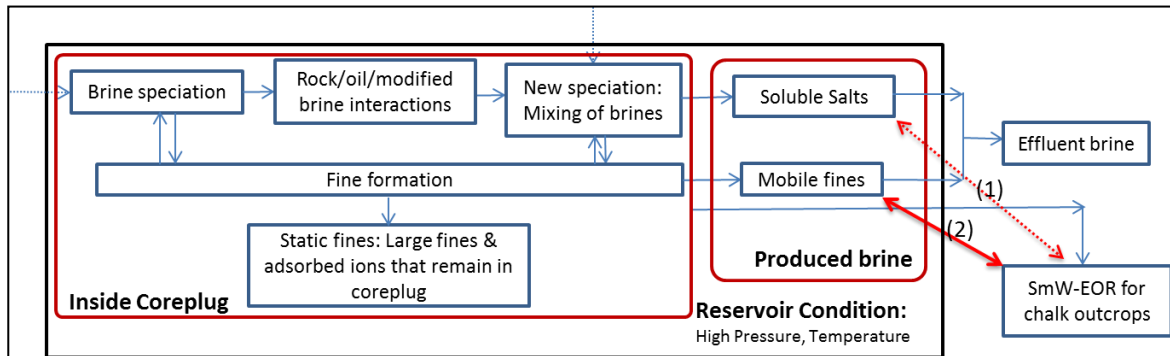 Brine speciation
Rock/oil/modified
brine interactions
New speciation:
Mixing of brines
Soluble Salts
Effluent brine
Fine formation
Mobile fines
(1)
(2)
Static fines: Large fines &
adsorbed ions that remain in
coreplug
Produced brine
Inside Coreplug
Reservoir Condition:
High Pressure, Temperature
SmW-EOR for
chalk outcrops